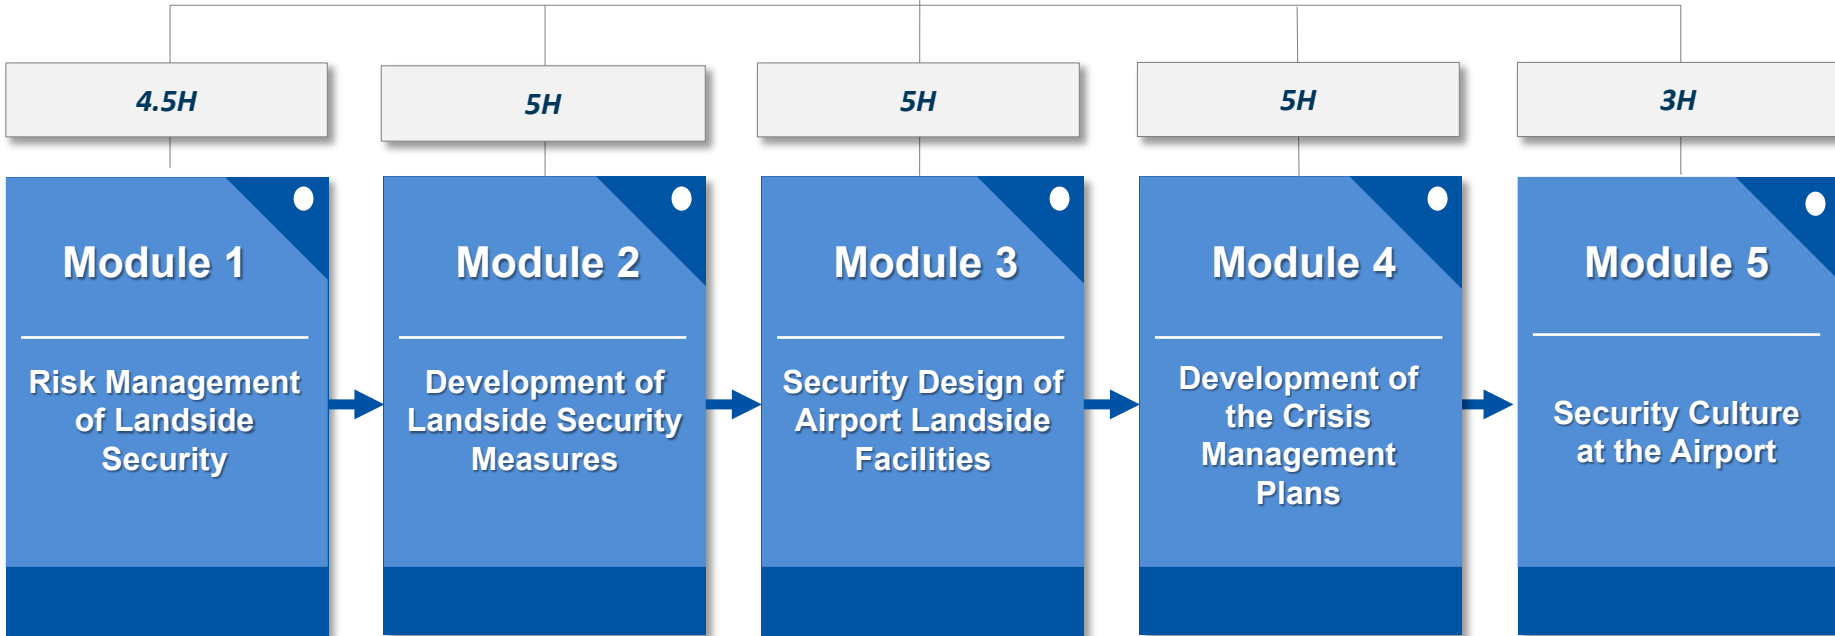 4.5H
5H
5H
5H
3H
Module 1
Risk Management
of Landside
Security
Module 2
Development of
Landside Security
Measures
Module 3
Security Design of
Airport Landside
Facilities
Module 4
Development of
the Crisis
Management
Plans
Module 5
Security Culture
at the Airport